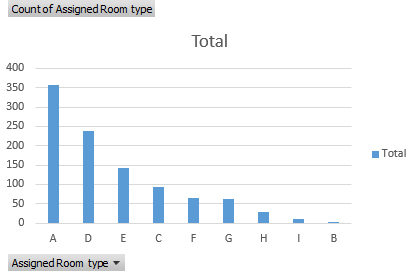 Count of Assigned Room type
Total
400
350
300
250
200
150
100
50
0
A D E C F G H I B
Total
Assigned Room type